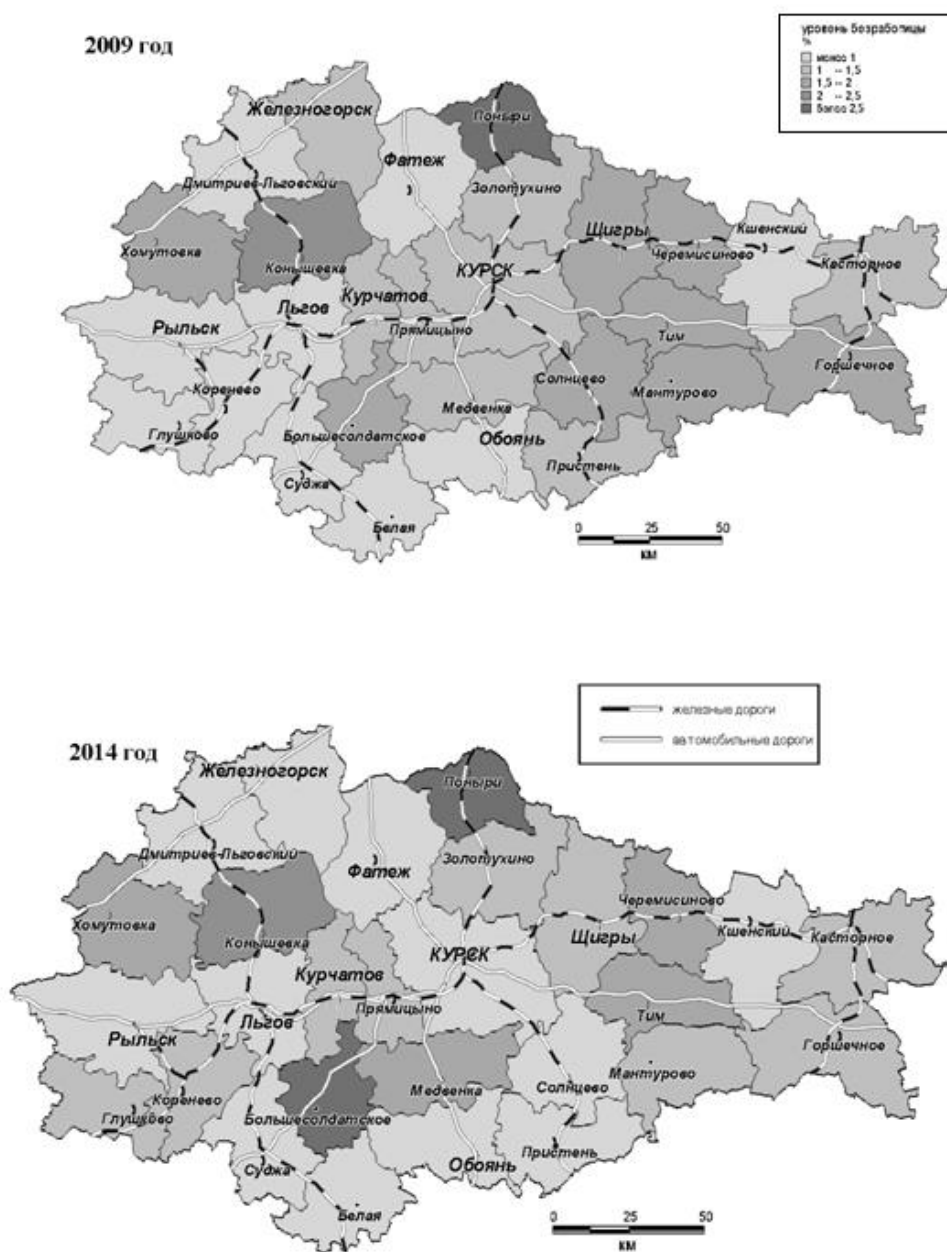 2009 год
уровень безработицы
%
менее 1
1 -- 1,5
1,5 -- 2
2 -- 2,5
более 2,5
Железногорск
Поныри
Фатеж
Дмитриев-Льговский
Золотухино
Щигры
Кшенский
Хомутовка
Черемисиново
Касторное
Конышевка
КУРСК
Льгов
Курчатов
Рыльск
Прямицыно
Тим
Горшечное
Коренево
Солнцево
Мантурово
Медвенка
Глушково
Большесолдатское
Обоянь
Пристень
Суджа
Белая
0 25 50
КМ
железные дороги
автомобильные дороги
2014 год
Железногорск
Поныри
Дмитриев-Льговский
Золотухино
Фатеж
Черемисиново
Хомутовка
Кшенский
Касторное
Конышевка
Щигры
КУРСК
Курчатов
Прямицыно
Тим
Льгов
Рыльск
Горшечное
Мантурово
Коренево
Медвенка
Солнцево
Глушково
Большесолдатское
Пристень
Суджа
Обоянь
Белая
0 25 50
КМ